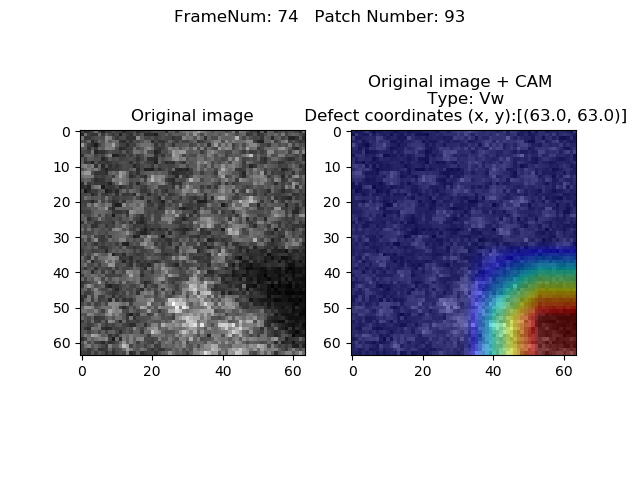 FrameNum: 74   Patch Number: 93
Original image
Original image + CAM
Type: Vw
Defect coordinates (x, y):[(63.0, 63.0)]
0
10
20
30
40
50
60
0 20 40 60
0
10
20
30
40
50
60
0 20 40 60